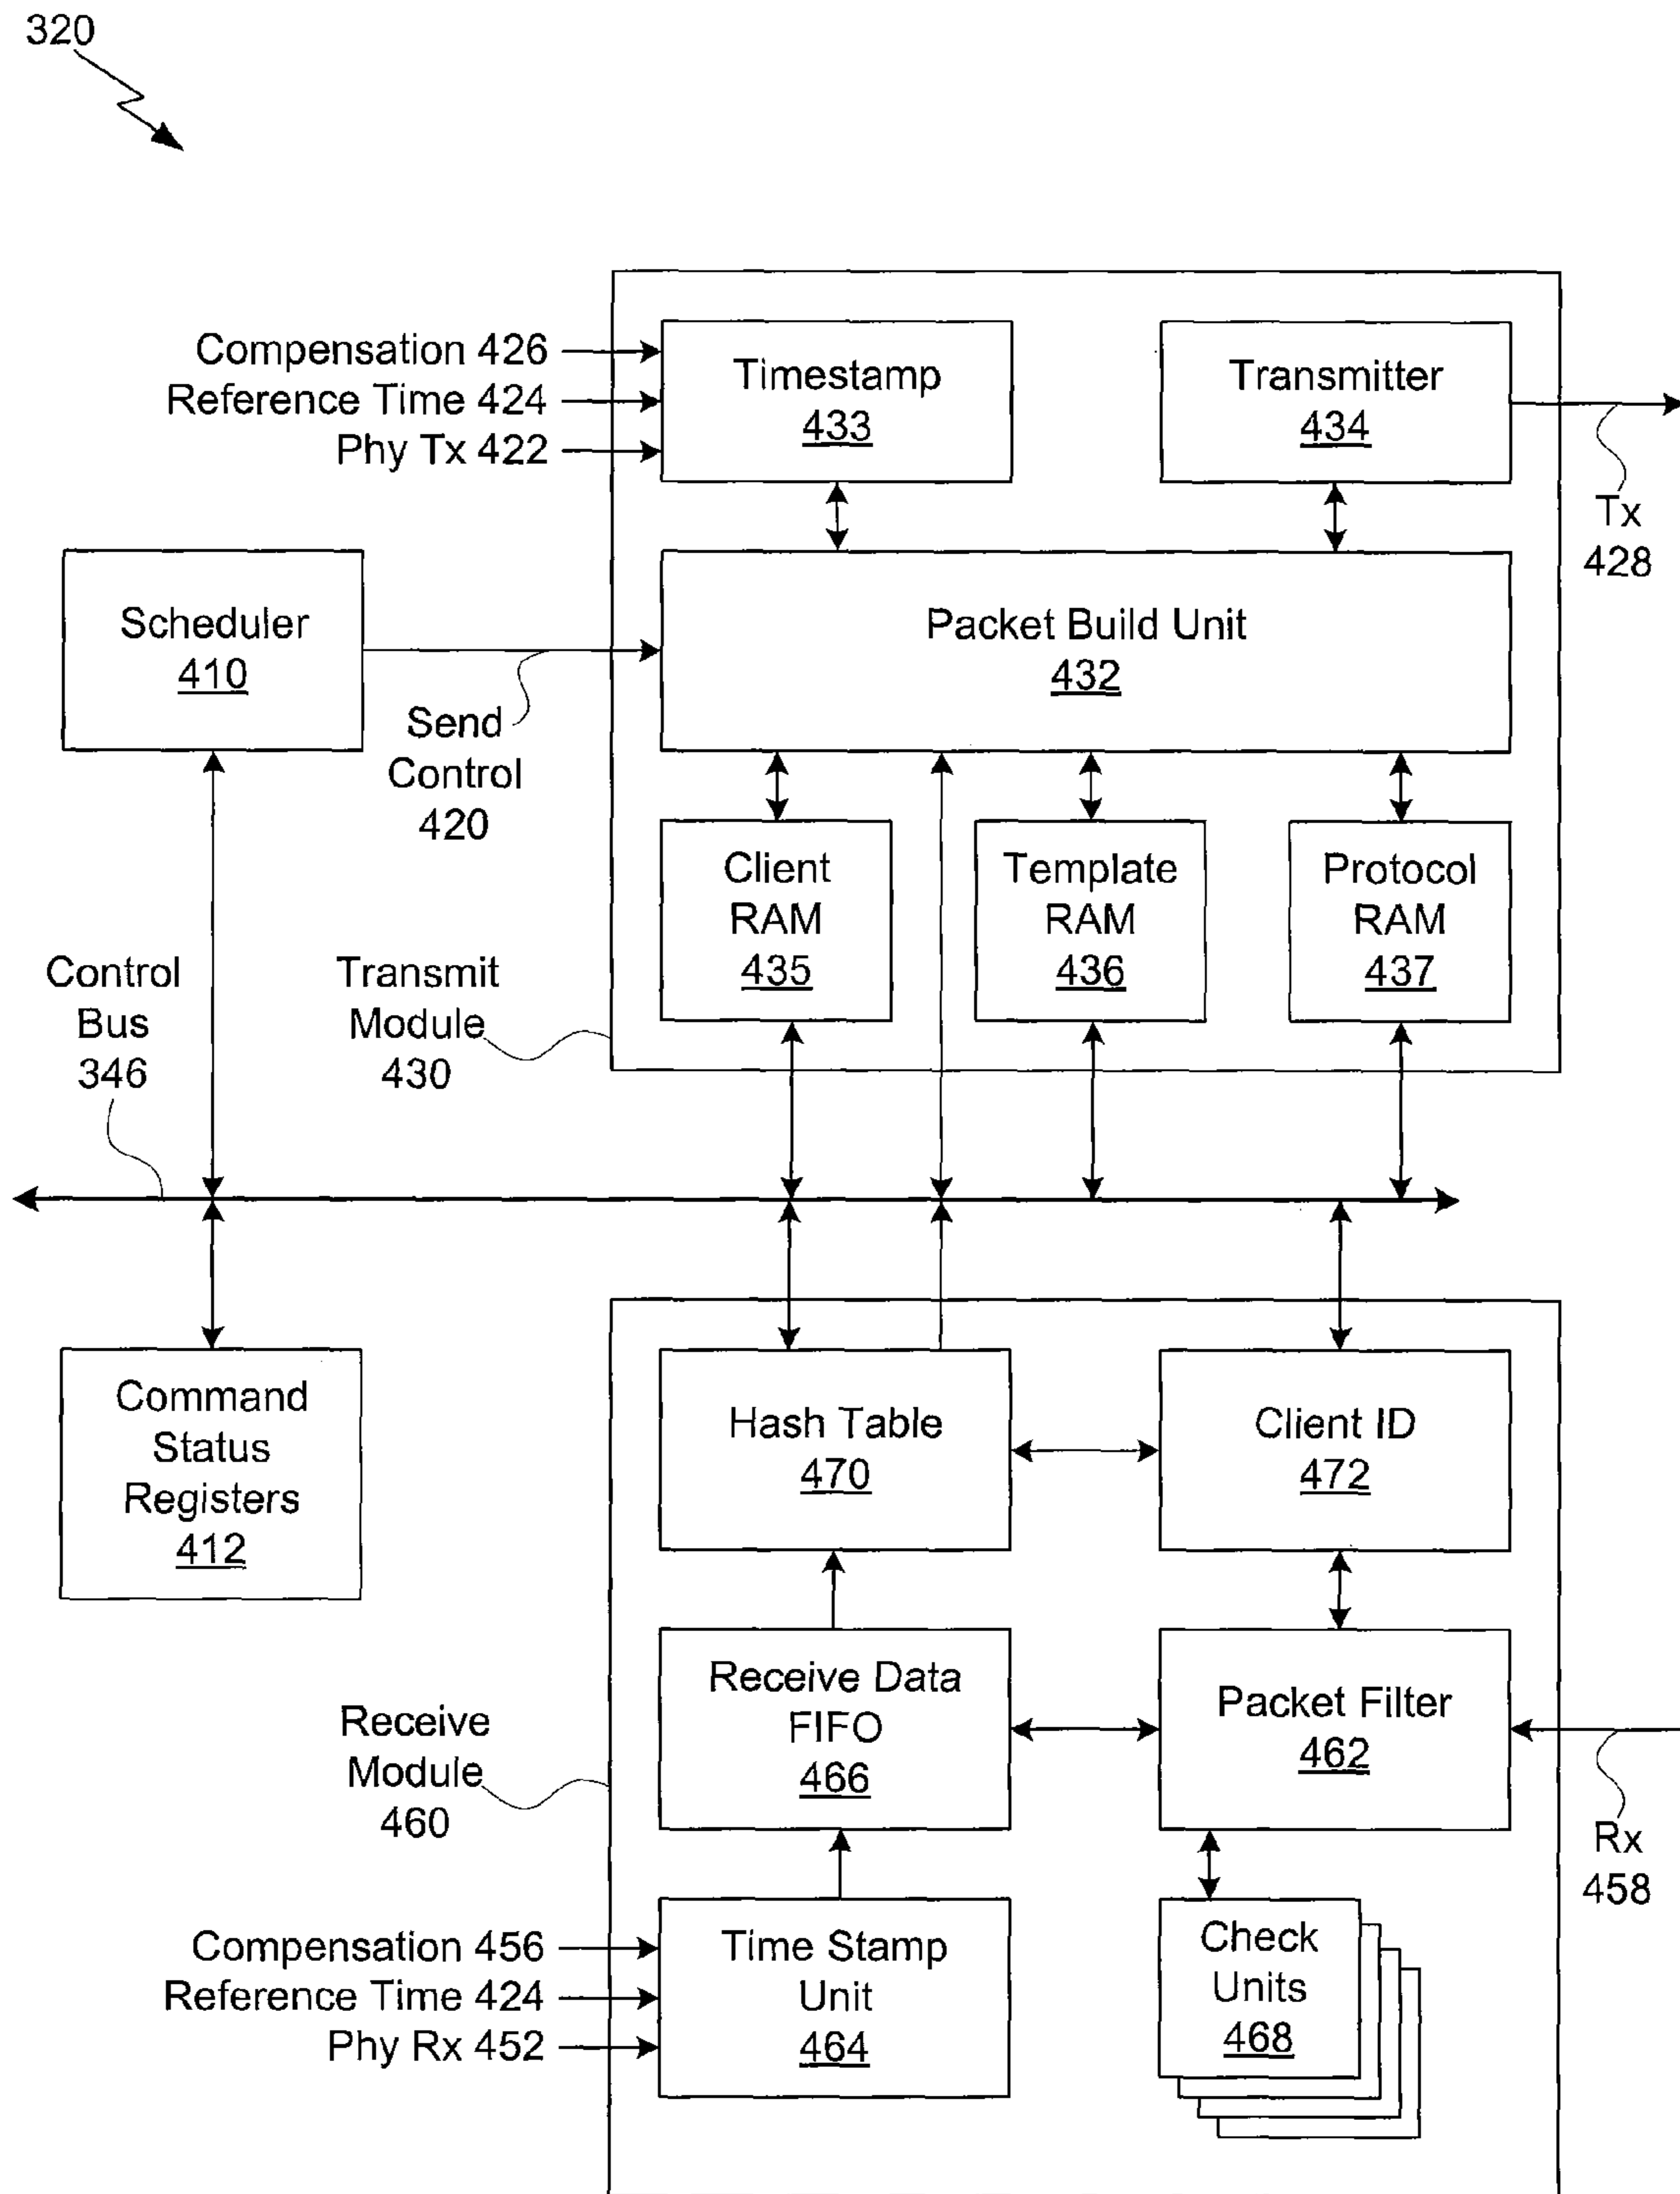 320
Compensation 426
Reference Time 424
Phy Tx 422
Timestamp
433
Transmitter
434
Tx
428
Scheduler
410
Send
Control
420
Packet Build Unit
432
Client
RAM
435
Template
RAM
436
Protocol
RAM
437
Control
Bus
346
Transmit
Module
430
Command
Status
Registers
412
Hash Table
470
Client ID
472
Receive
Module
460
Receive Data
FIFO
466
Packet Filter
462
Rx
458
Compensation 456
Reference Time 424
Phy Rx 452
Time Stamp
Unit
464
Check
Units
468